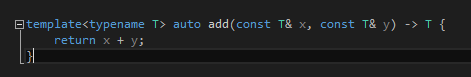 template<typename T> auto add(const T& x, const T& y) -> T {
    return x + y;
}